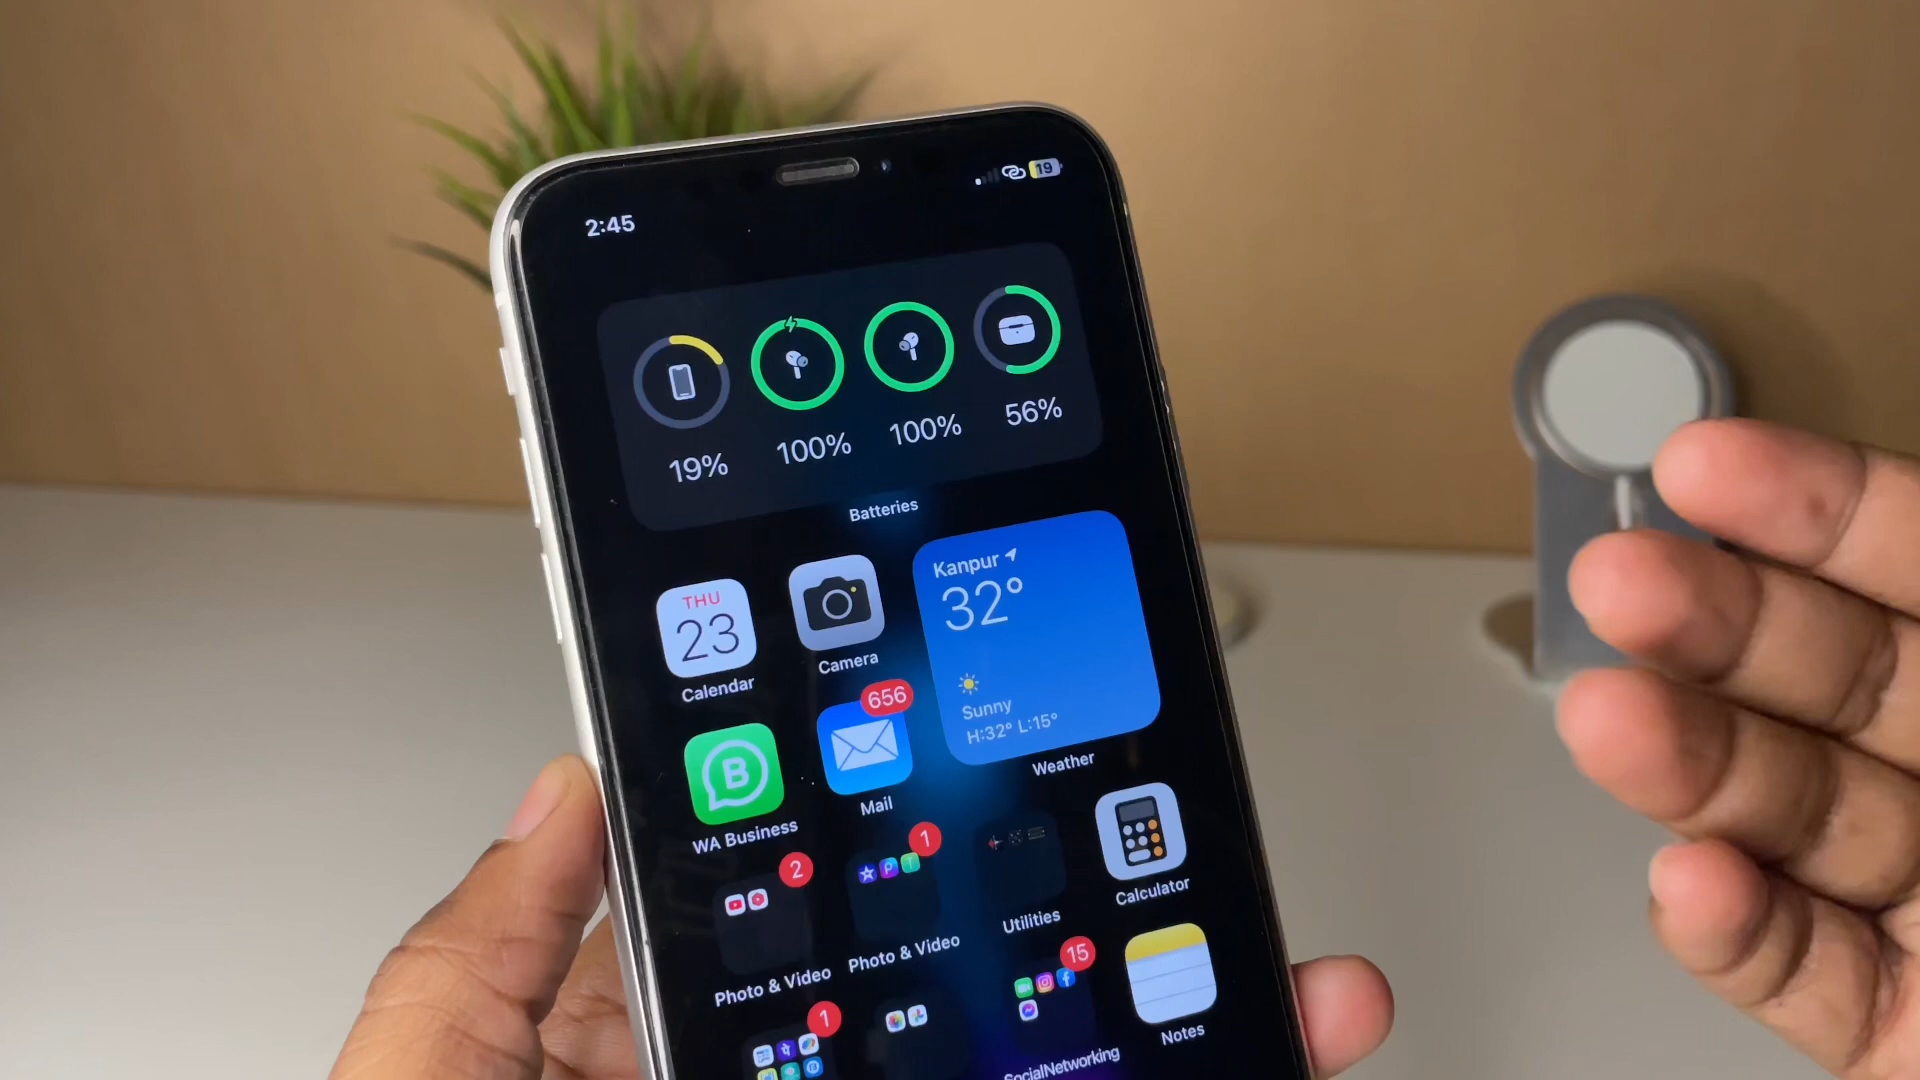 2:45
19
19%
100%
100%
56%
Batteries
THU
23
Calendar
Camera
Kanpur
32°
Sunny
H:32° L:15°
Weather
B
WA Business
656
Mail
2
Photo & Video
1
Photo & Video
Utilities
Calculator
1
15
SocialNetworking
Notes